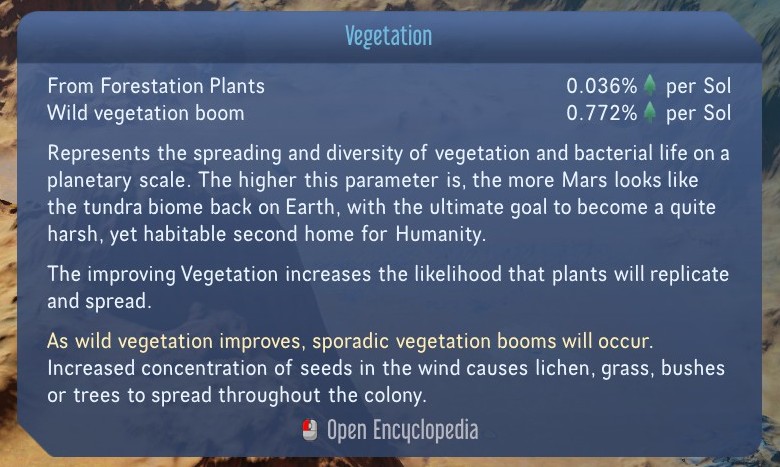 Vegetation
From Forestation Plants 0.036% per Sol
Wild vegetation boom 0.772% per Sol
Represents the spreading and diversity of vegetation and bacterial life on a
planetary scale. The higher this parameter is, the more Mars looks like
the tundra biome back on Earth, with the ultimate goal to become a quite
harsh, yet habitable second home for Humanity.
The improving Vegetation increases the likelihood that plants will replicate
and spread.
As wild vegetation improves, sporadic vegetation booms will occur.
Increased concentration of seeds in the wind causes lichen, grass, bushes
or trees to spread throughout the colony.
Open Encyclopedia